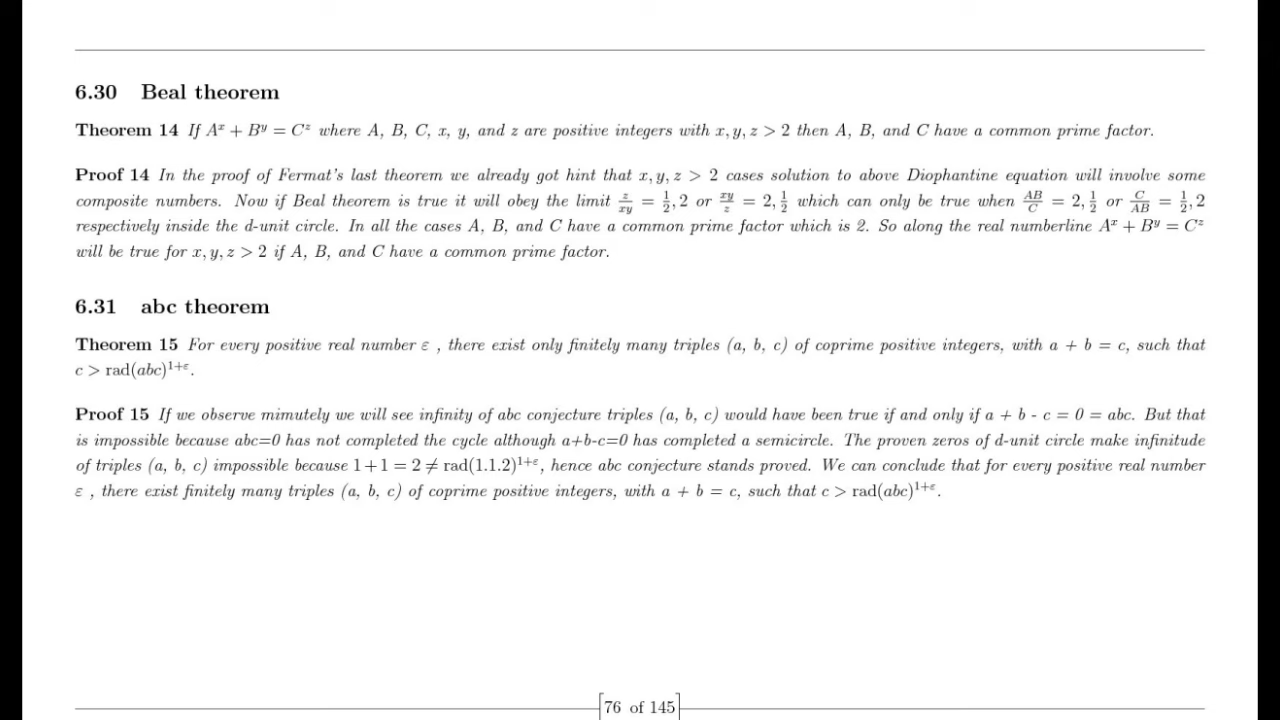 6.30 Beal theorem
Theorem 14 If Aˣ + Bʸ = Cᶻ where A, B, C, x, y, and z are positive integers with x, y, z > 2 then A, B, and C have a common prime factor.
Proof 14 In the proof of Fermat's last theorem we already got hint that x, y, z > 2 cases solution to above Diophantine equation will involve some
composite numbers. Now if Beal theorem is true it will obey the limit z/xy = 1/2, 2 or xy/z = 2, 1/2 which can only be true when AB/C = 2, 1/2 or C/AB = 1/2, 2
respectively inside the d-unit circle. In all the cases A, B, and C have a common prime factor which is 2. So along the real numberline Aˣ + Bʸ = Cᶻ
will be true for x, y, z > 2 if A, B, and C have a common prime factor.
6.31 abc theorem
Theorem 15 For every positive real number ε , there exist only finitely many triples (a, b, c) of coprime positive integers, with a + b = c, such that
c > rad(abc)¹⁺ᵋ.
Proof 15 If we observe mimutely we will see infinity of abc conjecture triples (a, b, c) would have been true if and only if a + b - c = 0 = abc. But that
is impossible because abc=0 has not completed the cycle although a+b-c=0 has completed a semicircle. The proven zeros of d-unit circle make infinitude
of triples (a, b, c) impossible because 1+1 = 2 ≠ rad(1.1.2)¹⁺ᵋ, hence abc conjecture stands proved. We can conclude that for every positive real number
ε , there exist finitely many triples (a, b, c) of coprime positive integers, with a + b = c, such that c > rad(abc)¹⁺ᵋ.
76 of 145